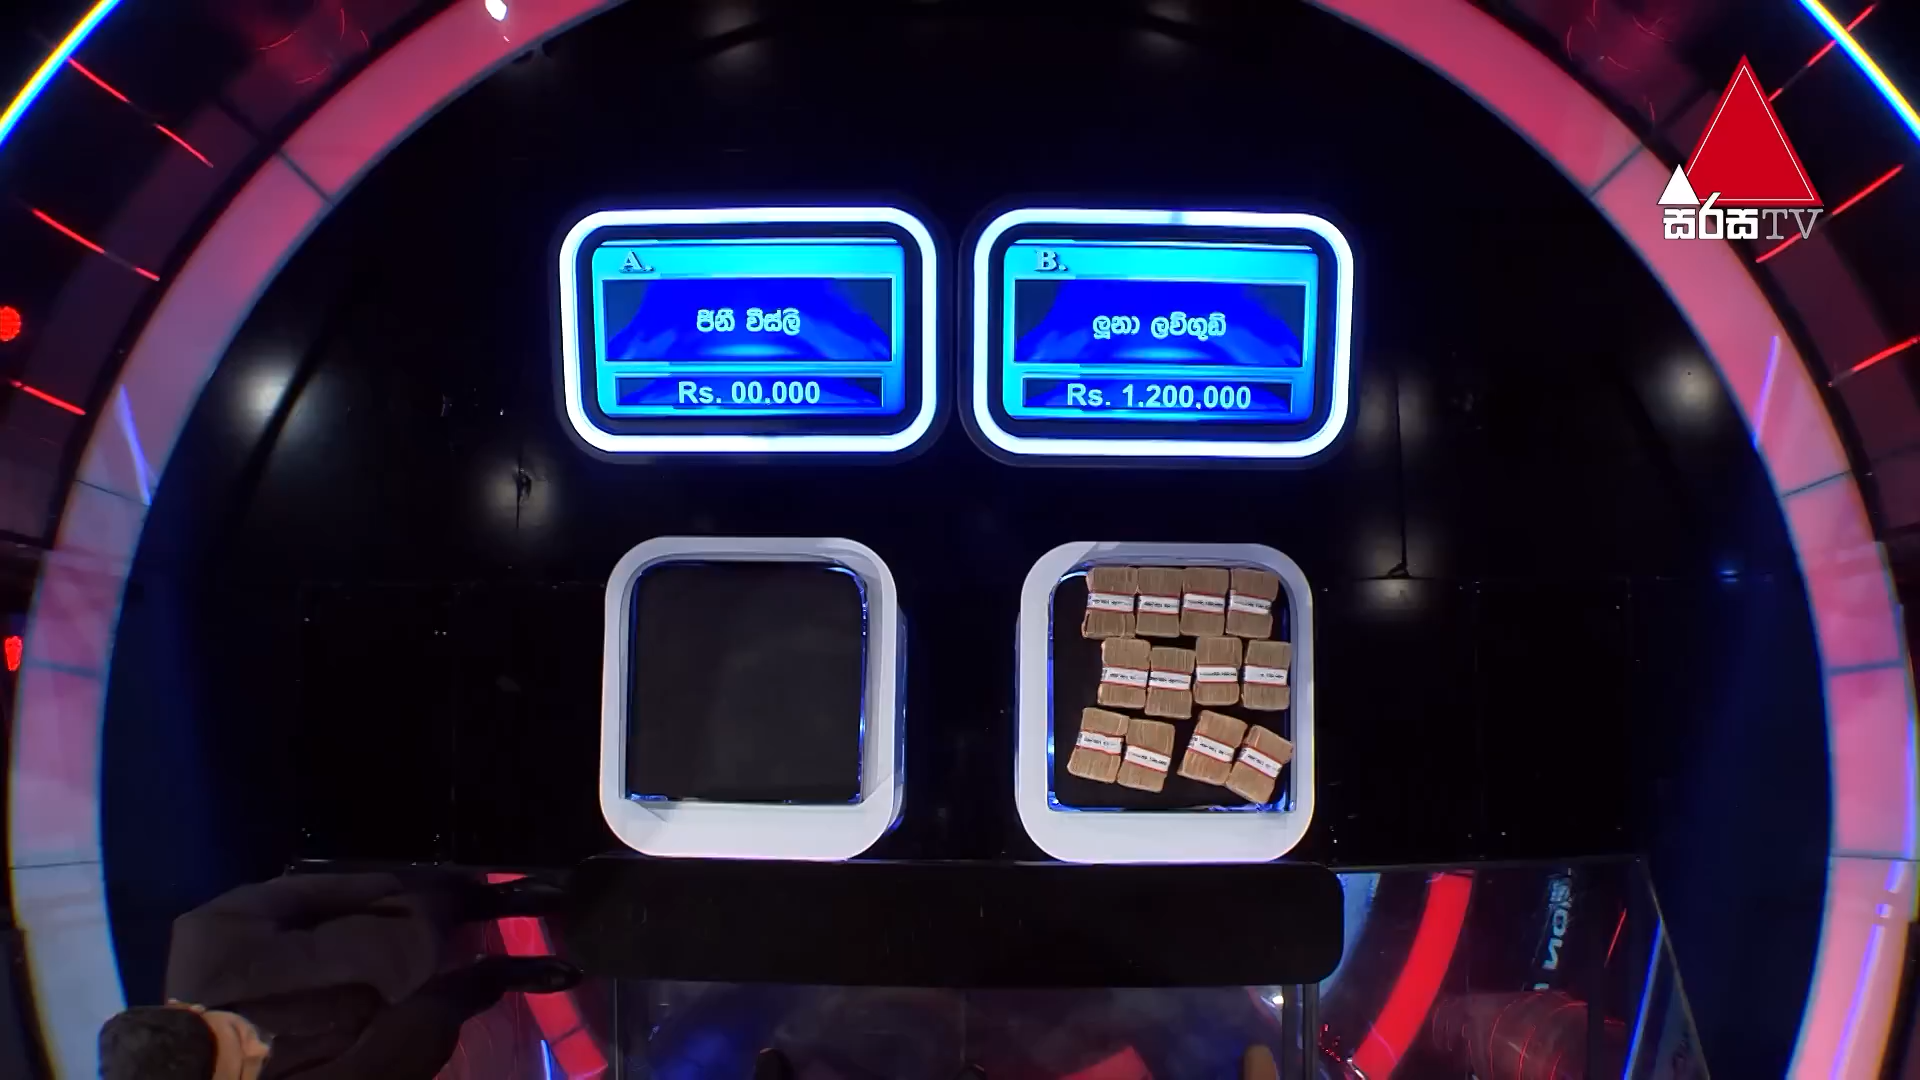 සිරස TV
A.
ජිනී වීස්ලි
Rs. 00,000
B.
ලූනා ලව්ගුඩ්
Rs. 1,200,000